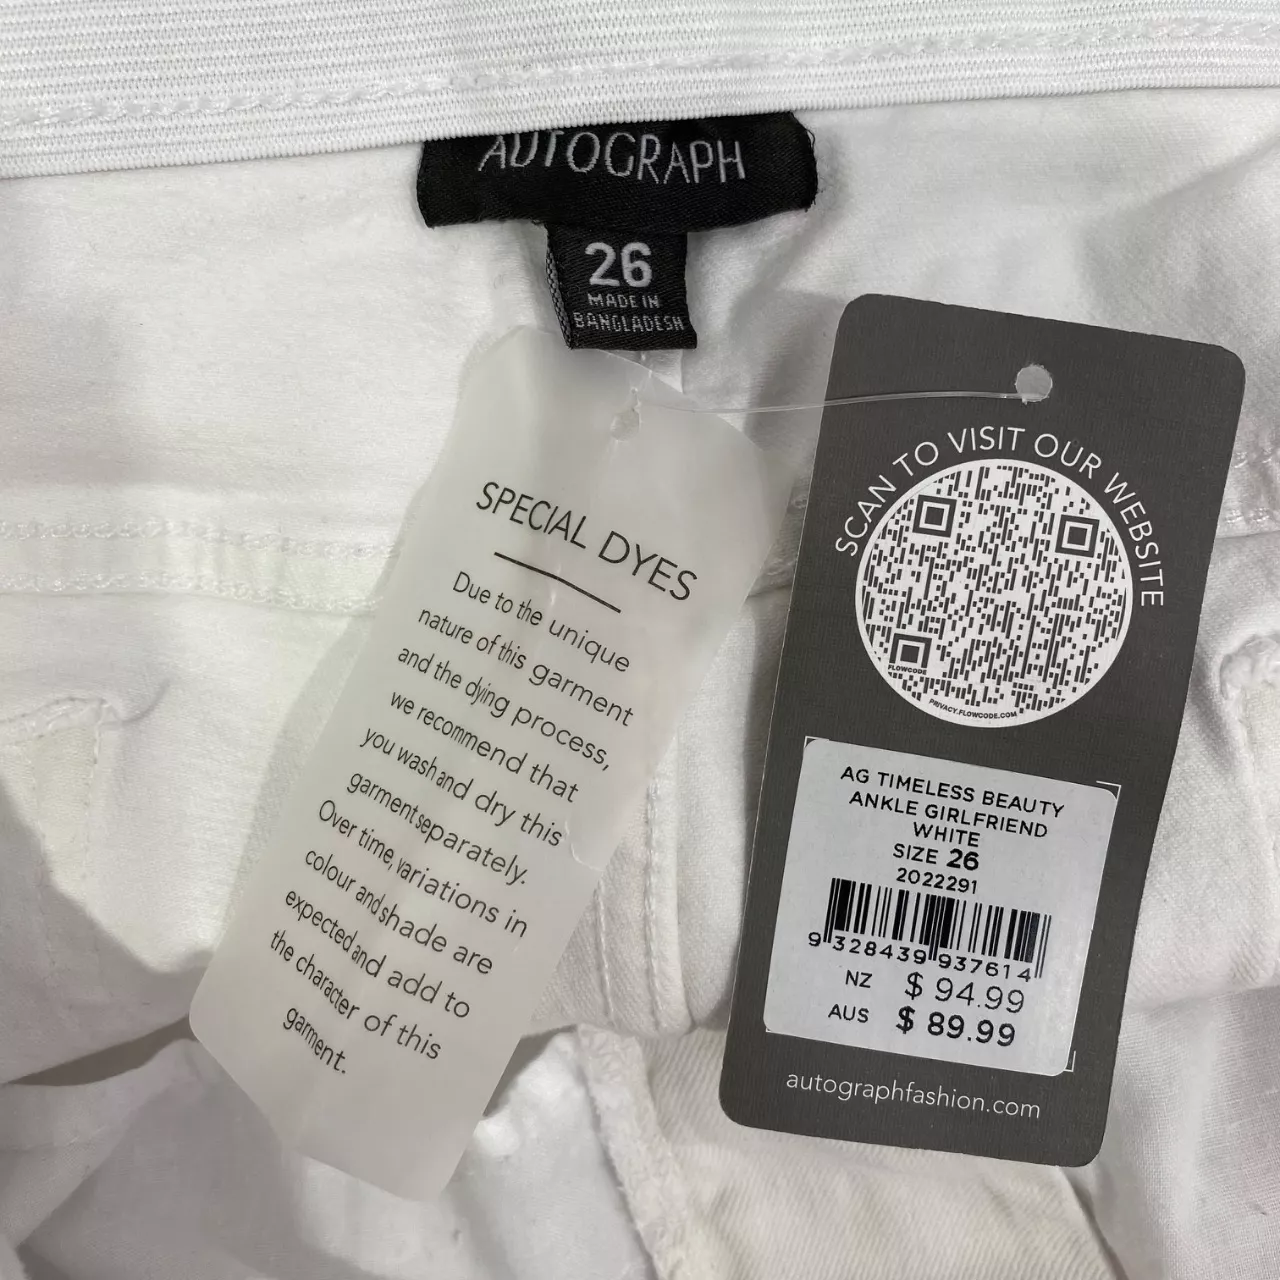 AUTOGRAPH
26
MADE IN
BANGLADESH
SPECIAL DYES
Due to the unique
nature of this garment
and the dying process,
we recommend that
you wash and dry this
garment separately.
Over time, variations in
colour and shade are
expected and add to
the character of this
garment.
SCAN TO VISIT OUR WEBSITE
FLOWCODE
PRIVACY.FLOWCODE.COM
AG TIMELESS BEAUTY
ANKLE GIRLFRIEND
WHITE
SIZE 26
2022291
9 328439 937614
NZ $ 94.99
AUS $ 89.99
autographfashion.com